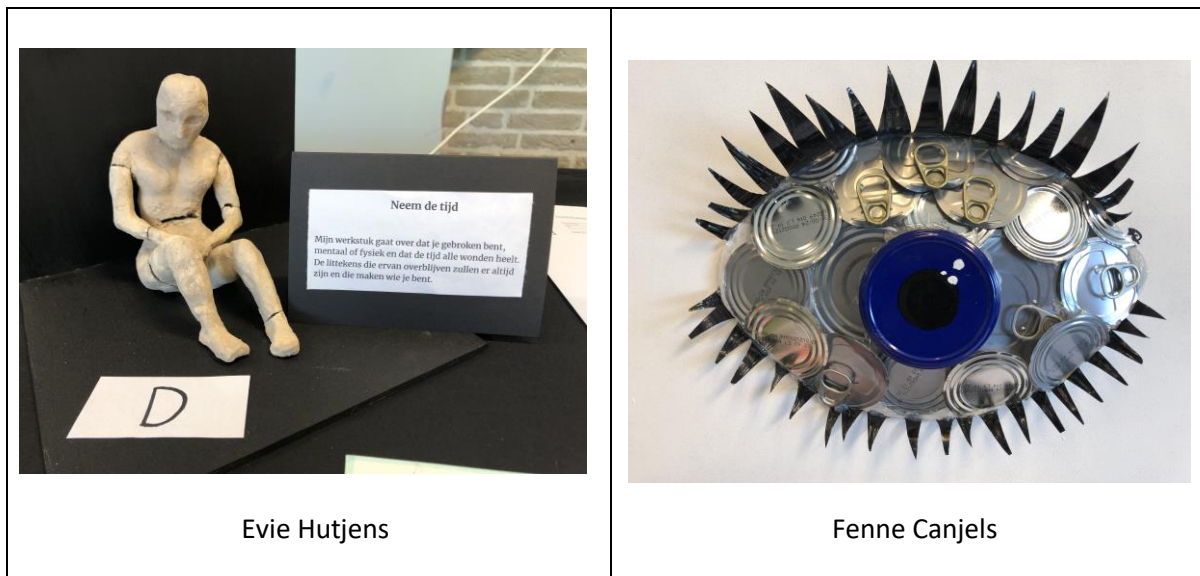 Neem de tijd
Mijn werkstuk gaat over dat je gebroken bent,
mentaal of fysiek en dat de tijd alle wonden heelt.
De littekens die ervan overblijven zullen er altijd
zijn en die maken wie je bent.
D
Evie Hutjens
Fenne Canjels